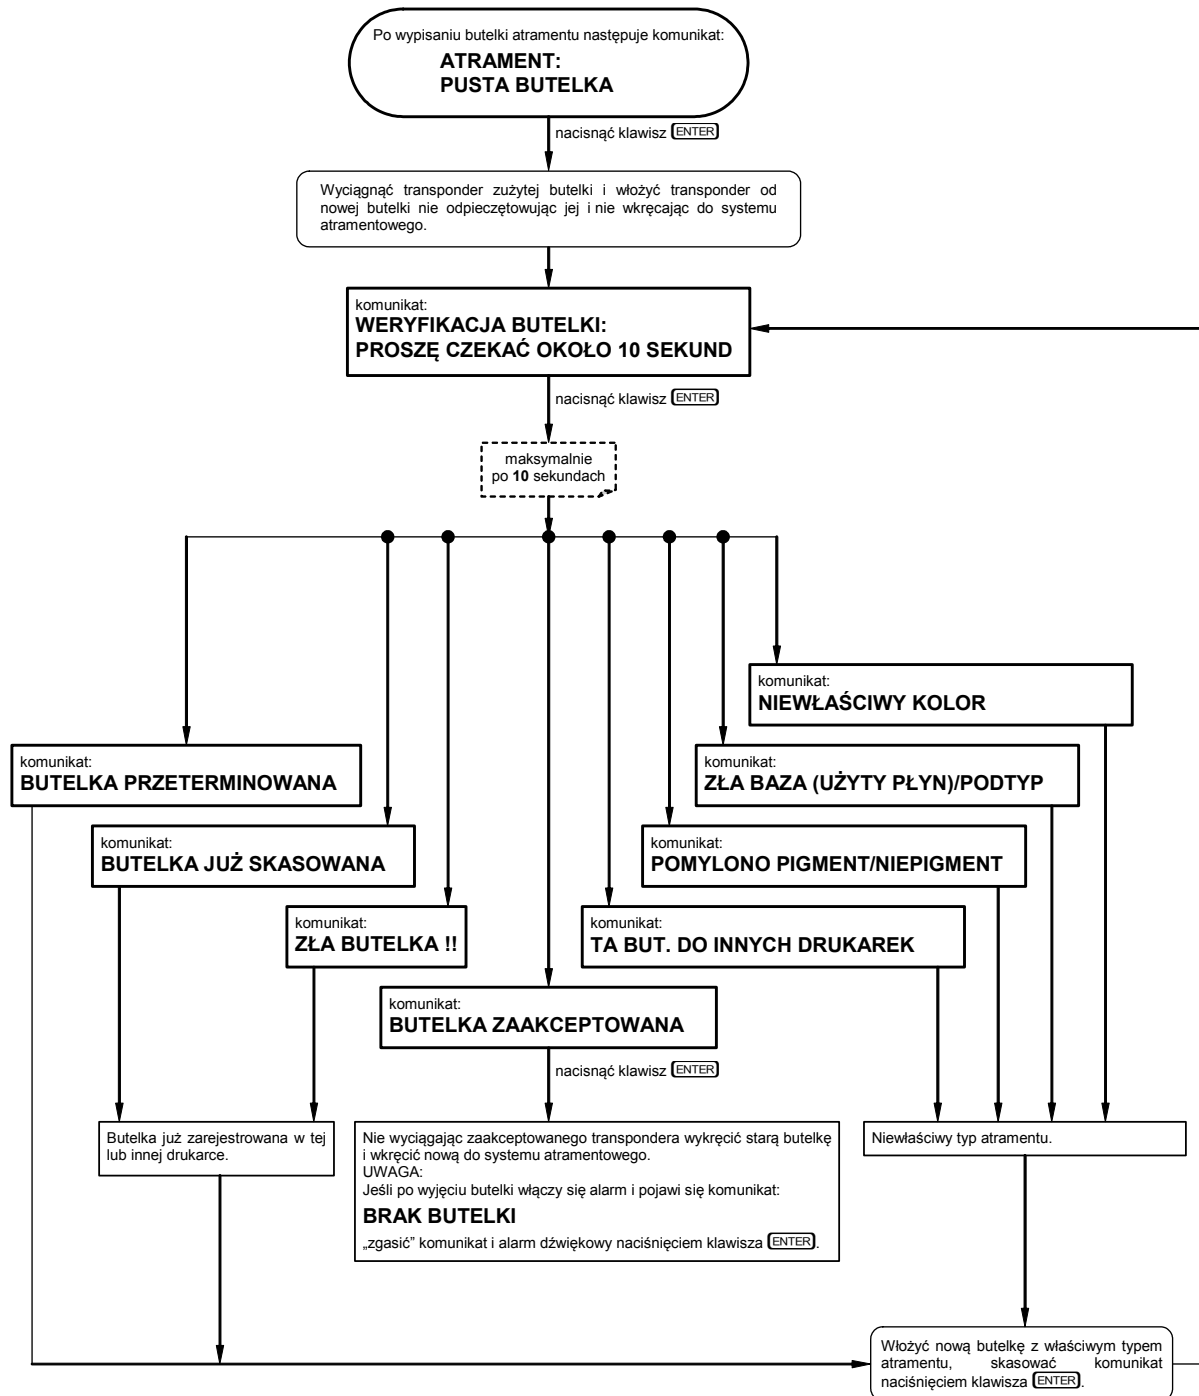 Po wypisaniu butelki atramentu następuje komunikat:
ATRAMENT:
PUSTA BUTELKA
nacisnąć klawisz ENTER
Wyciągnąć transponder zużytej butelki i włożyć transponder od
nowej butelki nie odpieczętowując jej i nie wkręcając do systemu
atramentowego.
komunikat:
WERYFIKACJA BUTELKI:
PROSZĘ CZEKAĆ OKOŁO 10 SEKUND
nacisnąć klawisz ENTER
maksymalnie
po 10 sekundach
komunikat:
NIEWŁAŚCIWY KOLOR
komunikat:
BUTELKA PRZETERMINOWANA
komunikat:
ZŁA BAZA (UŻYTY PŁYN)/PODTYP
komunikat:
BUTELKA JUŻ SKASOWANA
komunikat:
POMYLONO PIGMENT/NIEPIGMENT
komunikat:
ZŁA BUTELKA !!
komunikat:
TA BUT. DO INNYCH DRUKAREK
komunikat:
BUTELKA ZAAKCEPTOWANA
nacisnąć klawisz ENTER
Butelka już zarejestrowana w tej
lub innej drukarce.
Nie wyciągając zaakceptowanego transpondera wykręcić starą butelkę
i wkręcić nową do systemu atramentowego.
UWAGA:
Jeśli po wyjęciu butelki włączy się alarm i pojawi się komunikat:
BRAK BUTELKI
„zgasić” komunikat i alarm dźwiękowy naciśnięciem klawisza ENTER.
Niewłaściwy typ atramentu.
Włożyć nową butelkę z właściwym typem
atramentu, skasować komunikat
naciśnięciem klawisza ENTER.